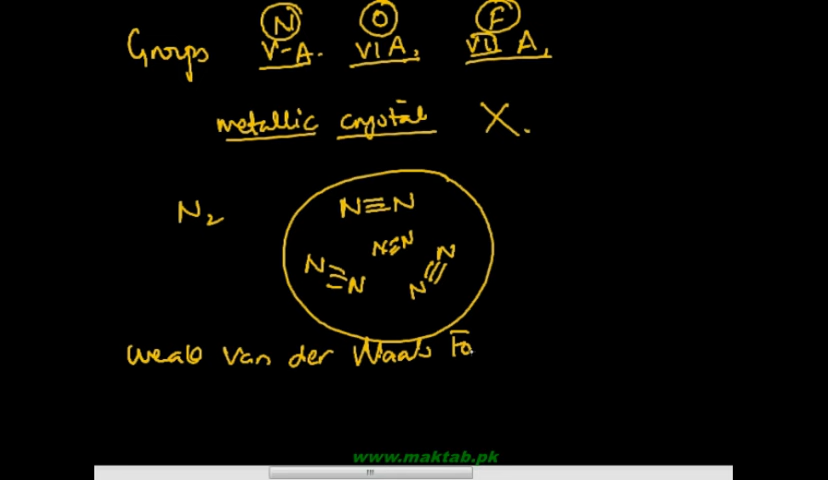 N O F
Groups V-A. VI A, VII A,
metallic crystal X.
N2
N≡N
N≡N
N≡N
N≡N
weak Van der Waals Fo
www.maktab.pk